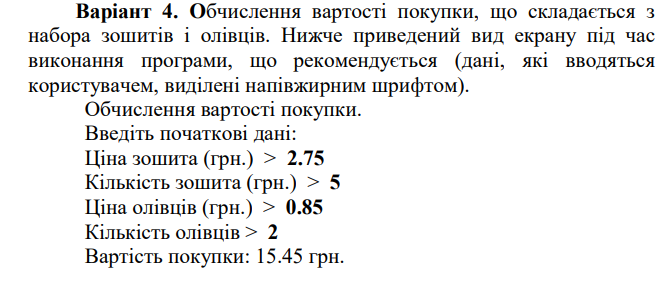 Варіант 4. Обчислення вартості покупки, що складається з
набора зошитів і олівців. Нижче приведений вид екрану під час
виконання програми, що рекомендується (дані, які вводяться
користувачем, виділені напівжирним шрифтом).
Обчислення вартості покупки.
Введіть початкові дані:
Ціна зошита (грн.) > 2.75
Кількість зошита (грн.) > 5
Ціна олівців (грн.) > 0.85
Кількість олівців > 2
Вартість покупки: 15.45 грн.